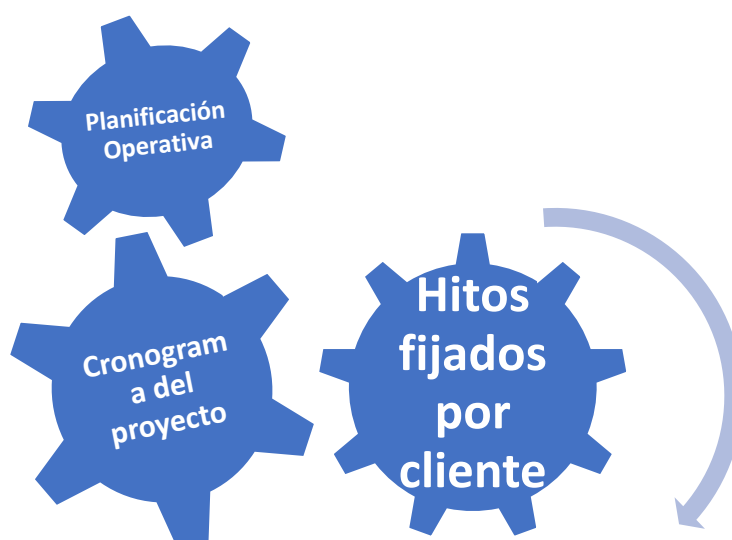 Planificación
Operativa
Cronogram
a del
proyecto
Hitos
fijados
por
cliente